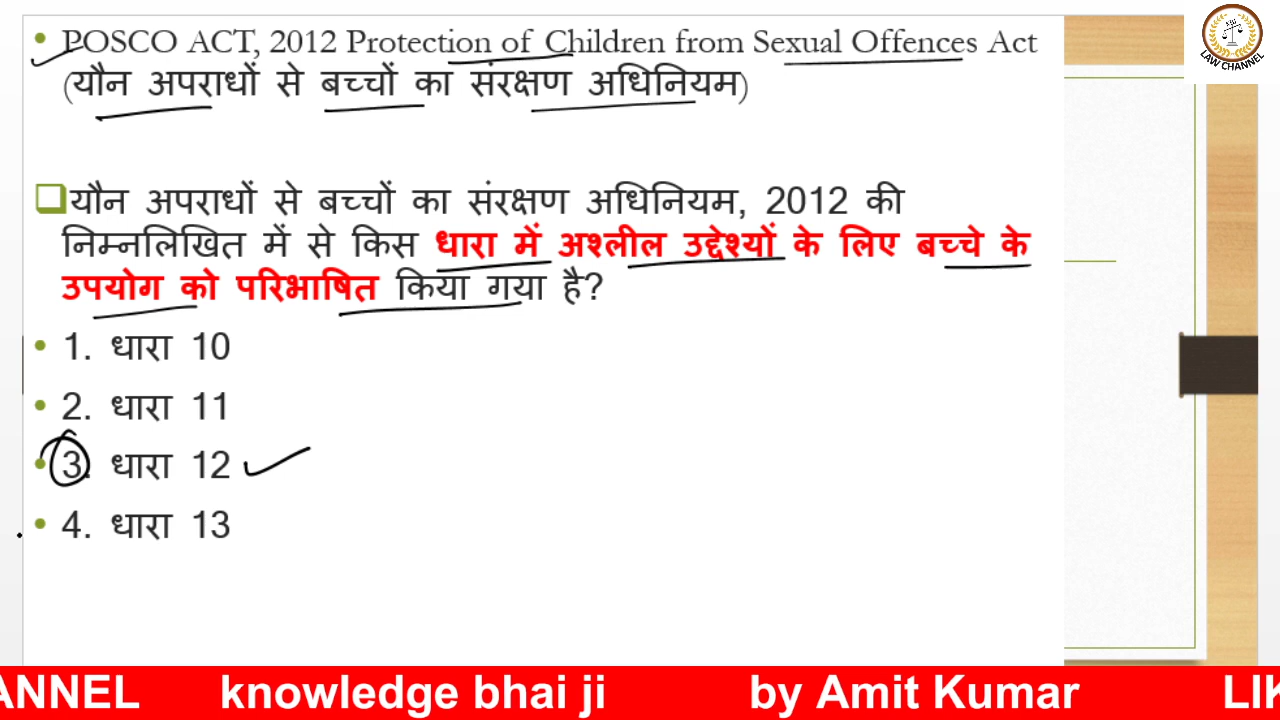 POSCO ACT, 2012 Protection of Children from Sexual Offences Act
(यौन अपराधों से बच्चों का संरक्षण अधिनियम)
यौन अपराधों से बच्चों का संरक्षण अधिनियम, 2012 की
निम्नलिखित में से किस धारा में अश्लील उद्देश्यों के लिए बच्चे के
उपयोग को परिभाषित किया गया है?
1. धारा 10
2. धारा 11
3. धारा 12
4. धारा 13
LAW CHANNEL
ANNEL knowledge bhai ji by Amit Kumar LIK